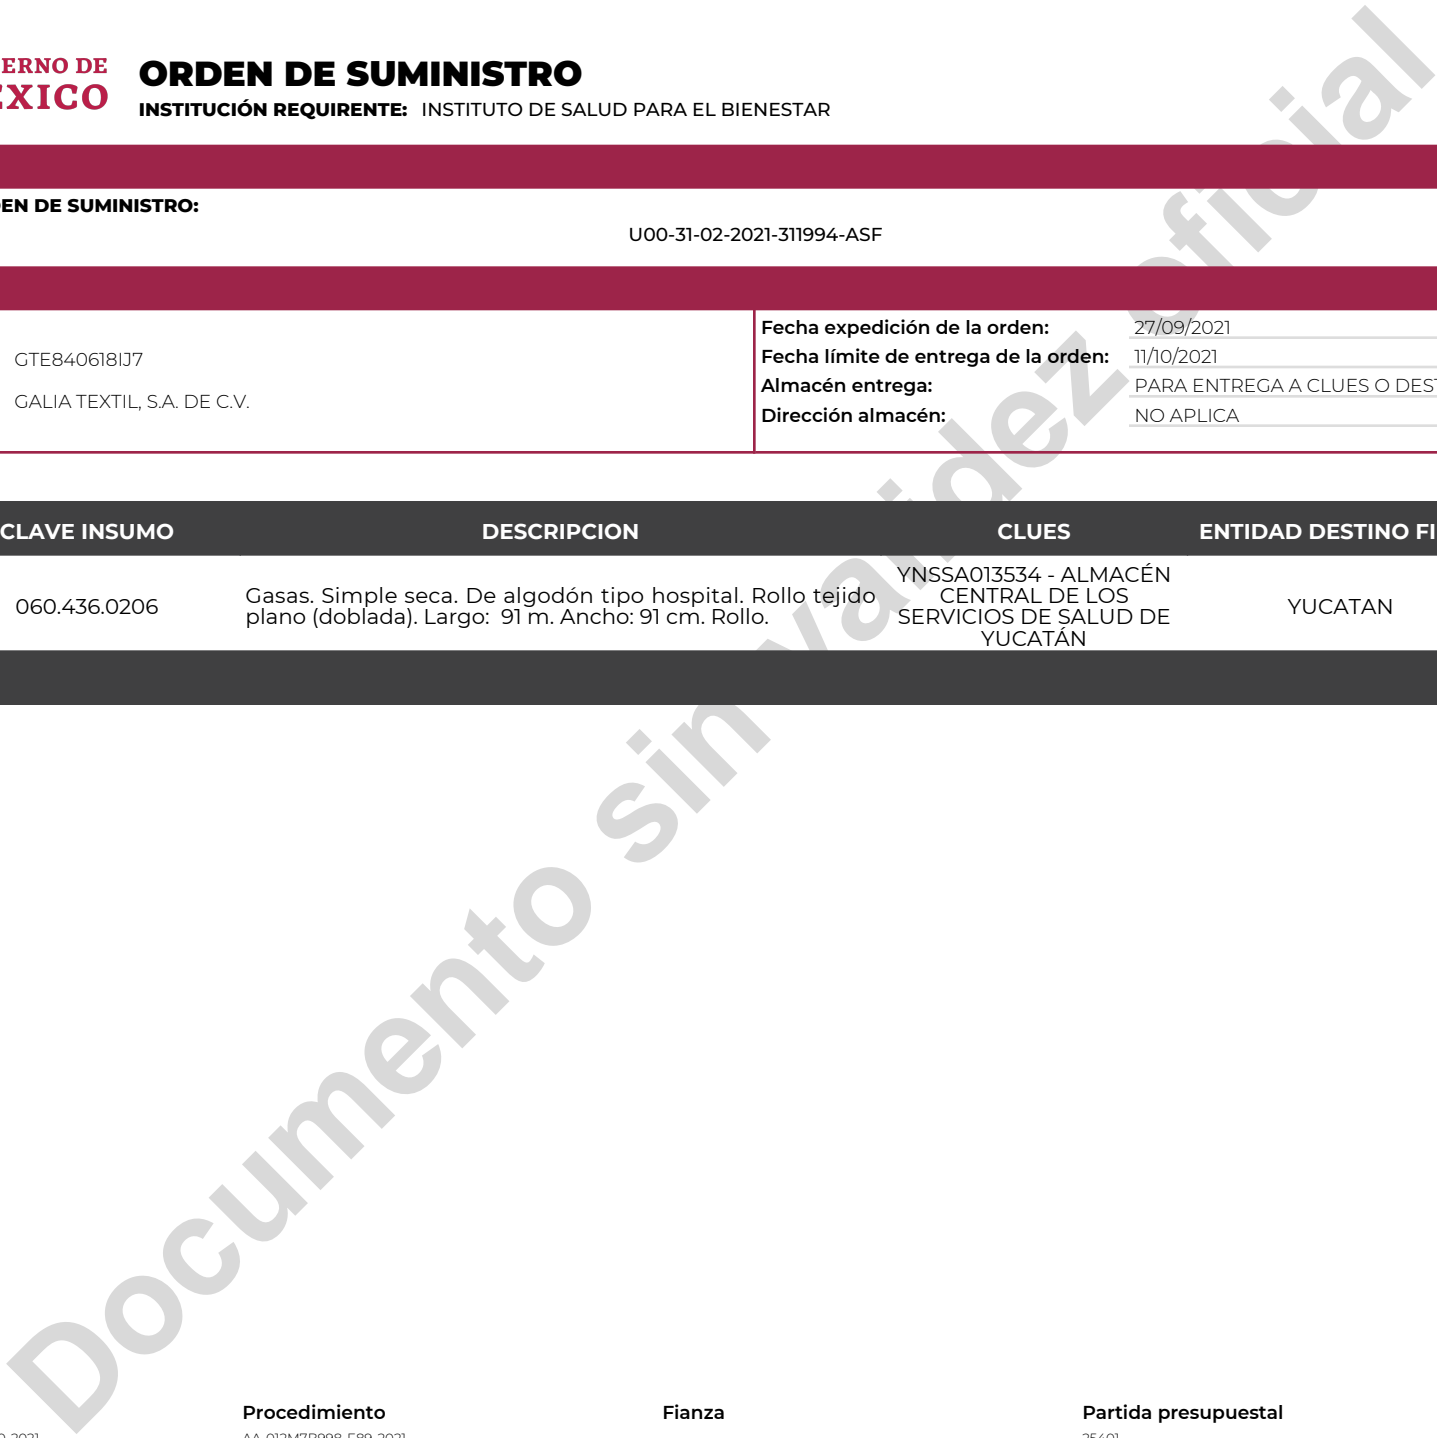 ERNO DE
EXICO
ORDEN DE SUMINISTRO
INSTITUCIÓN REQUIRENTE: INSTITUTO DE SALUD PARA EL BIENESTAR
EN DE SUMINISTRO:
U00-31-02-2021-311994-ASF
GTE840618IJ7
GALIA TEXTIL, S.A. DE C.V.
Fecha expedición de la orden: 27/09/2021
Fecha límite de entrega de la orden: 11/10/2021
Almacén entrega: PARA ENTREGA A CLUES O DEST
Dirección almacén: NO APLICA
CLAVE INSUMO DESCRIPCION CLUES ENTIDAD DESTINO FI
060.436.0206
Gasas. Simple seca. De algodón tipo hospital. Rollo tejido
plano (doblada). Largo: 91 m. Ancho: 91 cm. Rollo.
YNSSA013534 - ALMACÉN
CENTRAL DE LOS
SERVICIOS DE SALUD DE
YUCATÁN
YUCATAN
Documento sin validez oficial
Procedimiento Fianza Partida presupuestal